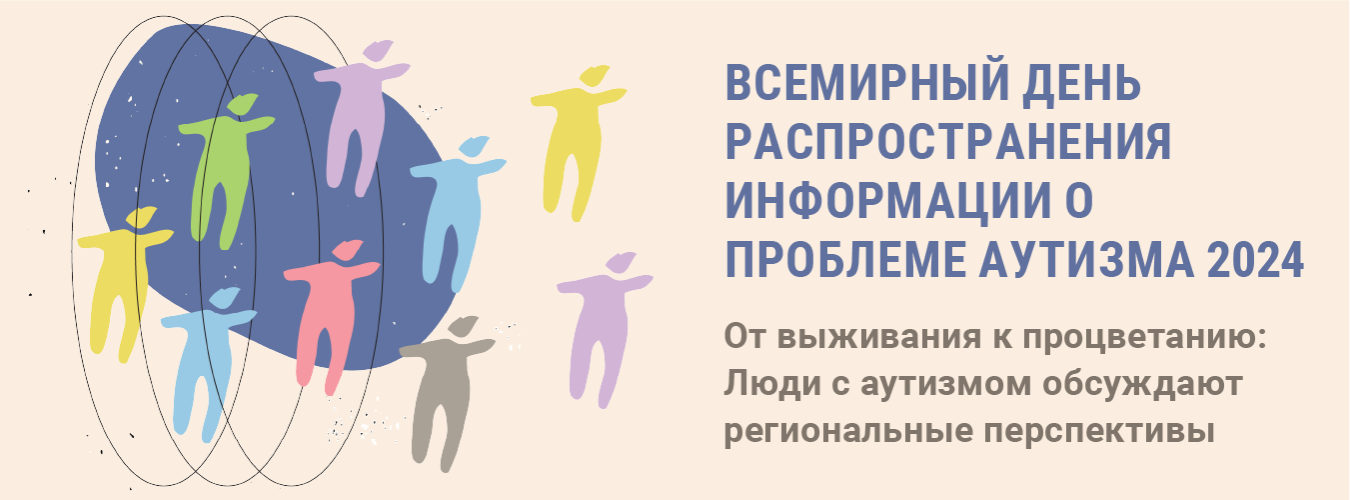 ВСЕМИРНЫЙ ДЕНЬ
РАСПРОСТРАНЕНИЯ
ИНФОРМАЦИИ О
ПРОБЛЕМЕ АУТИЗМА 2024
От выживания к процветанию:
Люди с аутизмом обсуждают
региональные перспективы